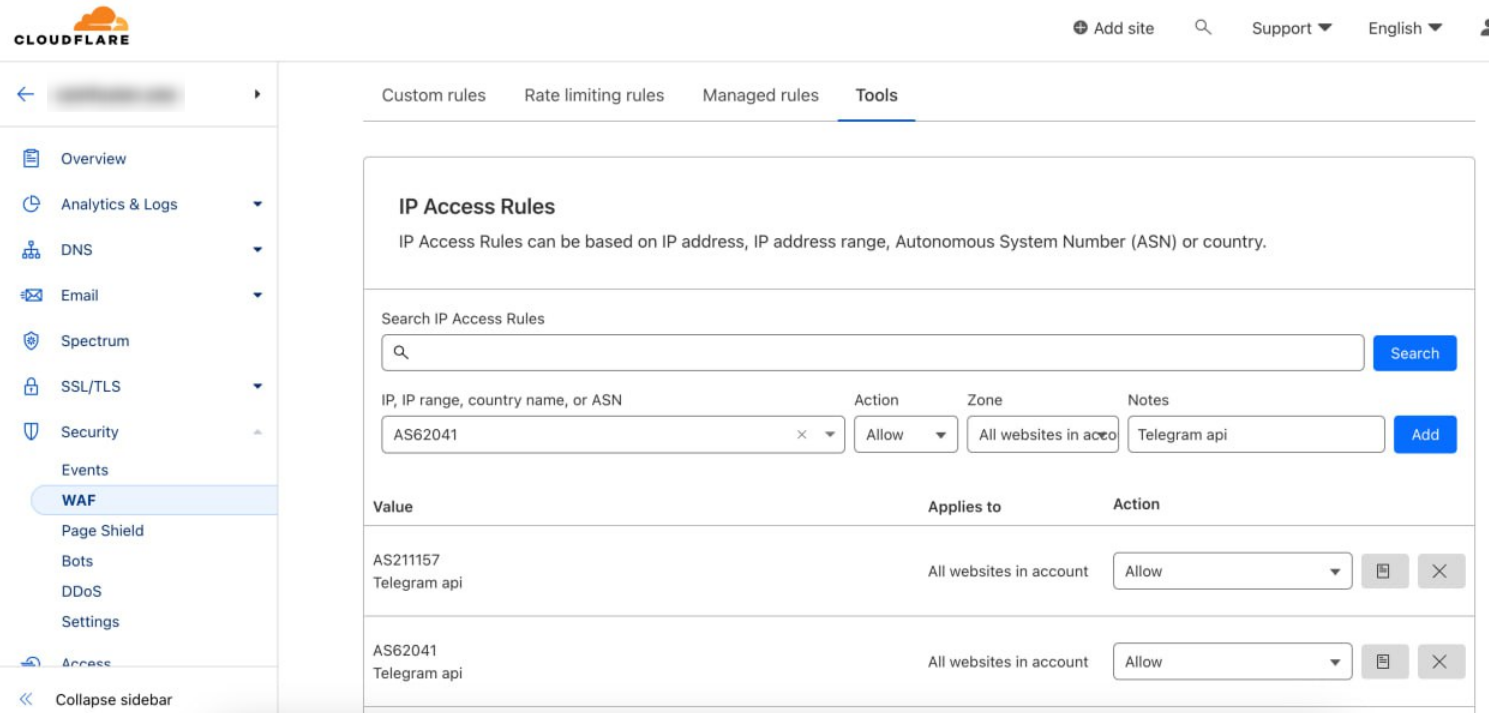 CLOUDFLARE
Add site
Support
English
Custom rules
Rate limiting rules
Managed rules
Tools
Overview
Analytics & Logs
DNS
Email
Spectrum
SSL/TLS
Security
Events
WAF
Page Shield
Bots
DDoS
Settings
Access
Collapse sidebar
IP Access Rules
IP Access Rules can be based on IP address, IP address range, Autonomous System Number (ASN) or country.
Search IP Access Rules
Search
IP, IP range, country name, or ASN
Action
Zone
Notes
AS62041
Allow
All websites in acco
Telegram api
Add
Value
Applies to
Action
AS211157
Telegram api
All websites in account
Allow
AS62041
Telegram api
All websites in account
Allow